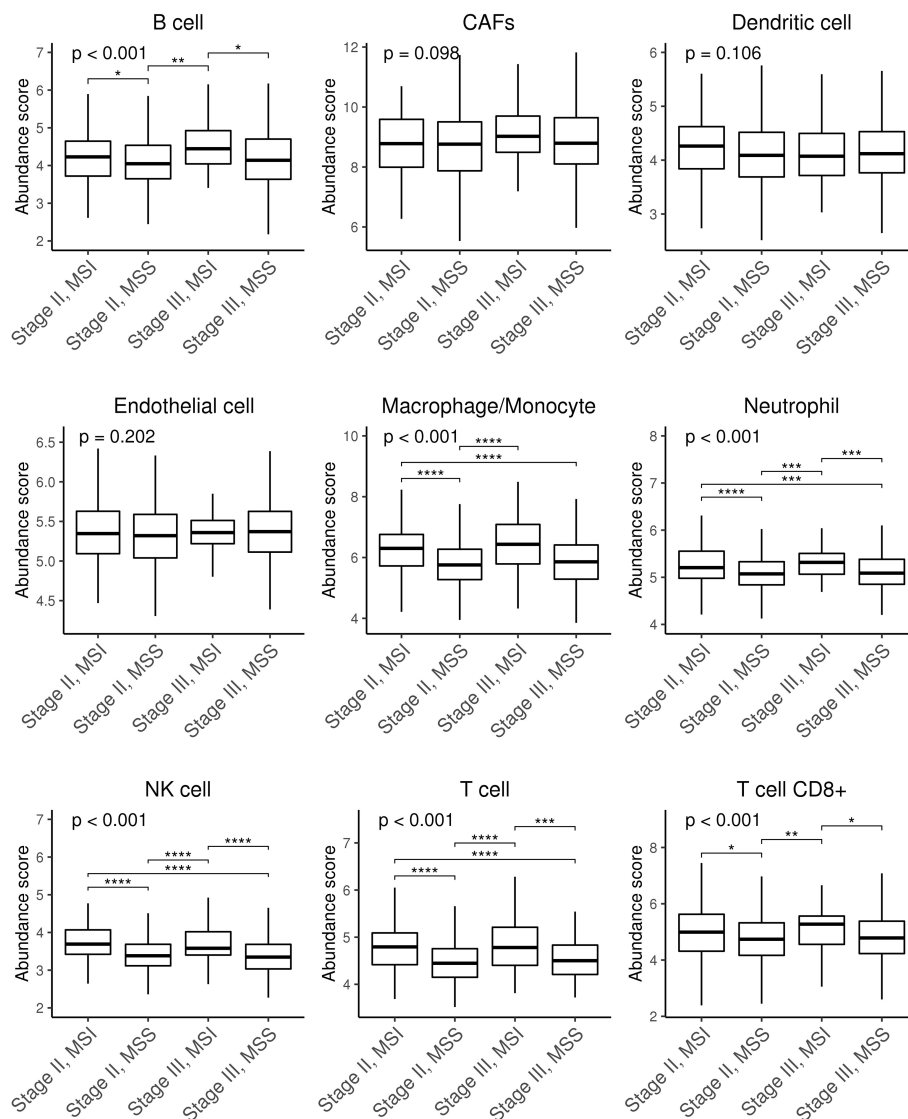 B cell
p < 0.001
*
**
*
Abundance score
7
6
5
4
3
2
Stage II, MSI
Stage II, MSS
Stage III, MSI
Stage III, MSS
CAFs
p = 0.098
Abundance score
12
10
8
6
Stage II, MSI
Stage II, MSS
Stage III, MSI
Stage III, MSS
Dendritic cell
p = 0.106
Abundance score
6
5
4
3
Stage II, MSI
Stage II, MSS
Stage III, MSI
Stage III, MSS
Endothelial cell
p = 0.202
Abundance score
6.5
6.0
5.5
5.0
4.5
Stage II, MSI
Stage II, MSS
Stage III, MSI
Stage III, MSS
Macrophage/Monocyte
p < 0.001
****
****
****
Abundance score
10
8
6
4
Stage II, MSI
Stage II, MSS
Stage III, MSI
Stage III, MSS
Neutrophil
p < 0.001
***
***
***
****
Abundance score
8
7
6
5
4
Stage II, MSI
Stage II, MSS
Stage III, MSI
Stage III, MSS
NK cell
p < 0.001
****
****
****
****
Abundance score
7
6
5
4
3
2
Stage II, MSI
Stage II, MSS
Stage III, MSI
Stage III, MSS
T cell
p < 0.001
***
****
****
****
Abundance score
7
6
5
4
Stage II, MSI
Stage II, MSS
Stage III, MSI
Stage III, MSS
T cell CD8+
p < 0.001
*
**
*
Abundance score
8
6
4
2
Stage II, MSI
Stage II, MSS
Stage III, MSI
Stage III, MSS